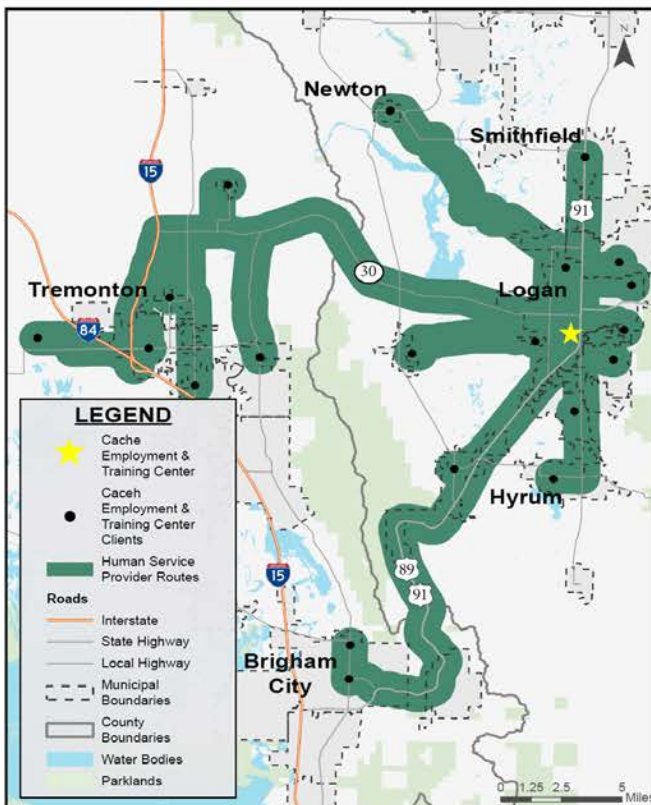 N
Newton
Smithfield
15
91
30
Tremonton
Logan
84
LEGEND
Cache
Employment &
Training Center
Caceh
Employment &
Training Center
Clients
Human Service
Provider Routes
Roads
Interstate
State Highway
Local Highway
Municipal
Boundaries
County
Boundaries
Water Bodies
Parklands
Hyrum
89
91
15
Brigham
City
0 1.25 2.5 5
Miles